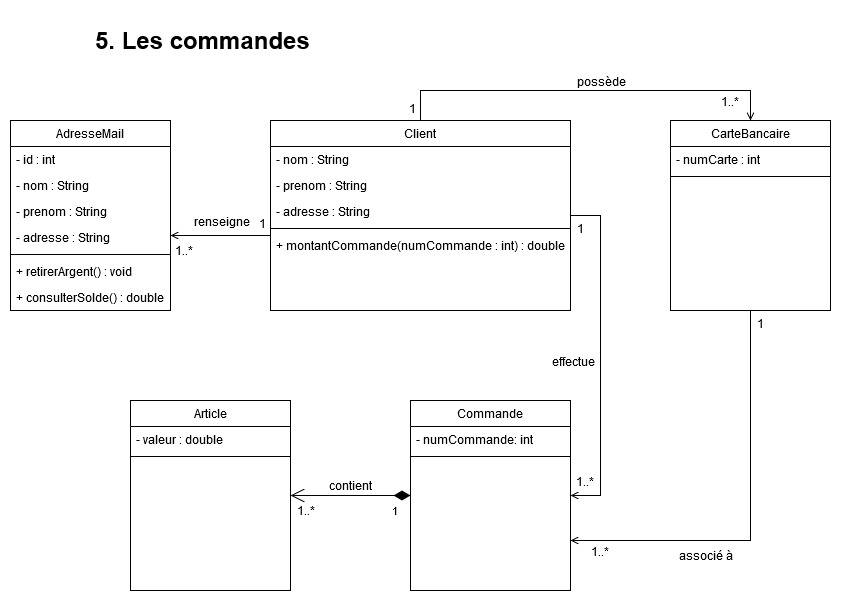 5. Les commandes
possède
1
1..*
AdresseMail
- id : int
- nom : String
- prenom : String
- adresse : String
+ retirerArgent() : void
+ consulterSolde() : double
renseigne
1
1..*
Client
- nom : String
- prenom : String
- adresse : String
+ montantCommande(numCommande : int) : double
CarteBancaire
- numCarte : int
1
effectue
1..*
1
associé à
1..*
Article
- valeur : double
contient
1..*
1
Commande
- numCommande: int